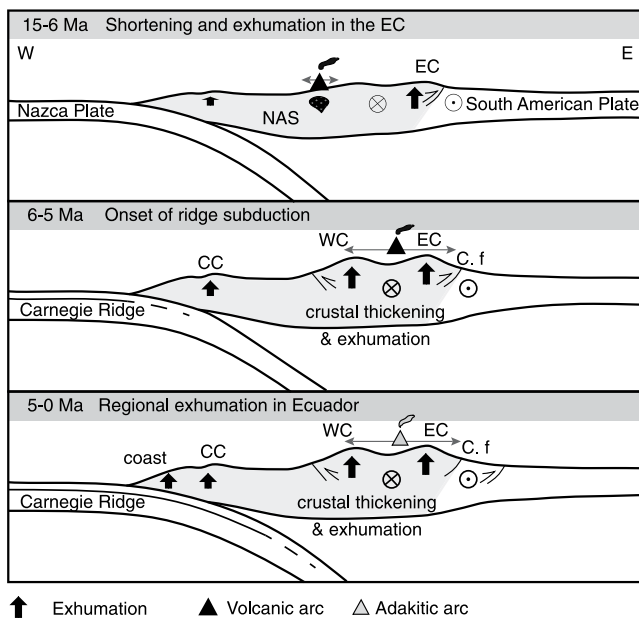 15-6 Ma Shortening and exhumation in the EC
W E
EC
Nazca Plate NAS South American Plate
6-5 Ma Onset of ridge subduction
WC EC
CC C. f
Carnegie Ridge crustal thickening
& exhumation
5-0 Ma Regional exhumation in Ecuador
WC EC
coast CC C. f
Carnegie Ridge crustal thickening
& exhumation
Exhumation Volcanic arc Adakitic arc